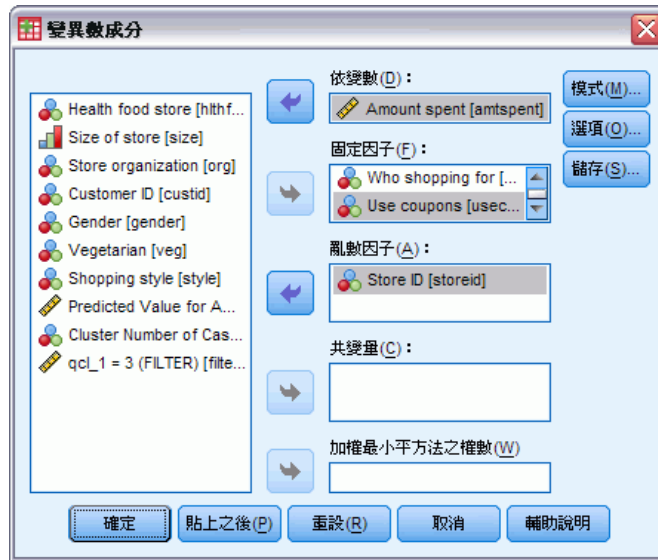 變異數成分
Health food store [hlthf...
Size of store [size]
Store organization [org]
Customer ID [custid]
Gender [gender]
Vegetarian [veg]
Shopping style [style]
Predicted Value for A...
Cluster Number of Cas...
qcl_1 = 3 (FILTER) [filte...
依變數(D)：
Amount spent [amtspent]
固定因子(F)：
Who shopping for [...
Use coupons [usec...
亂數因子(A)：
Store ID [storeid]
共變量(C)：
加權最小平方法之權數(W)
模式(M)...
選項(O)...
儲存(S)...
確定 貼上之後(P) 重設(R) 取消 輔助說明